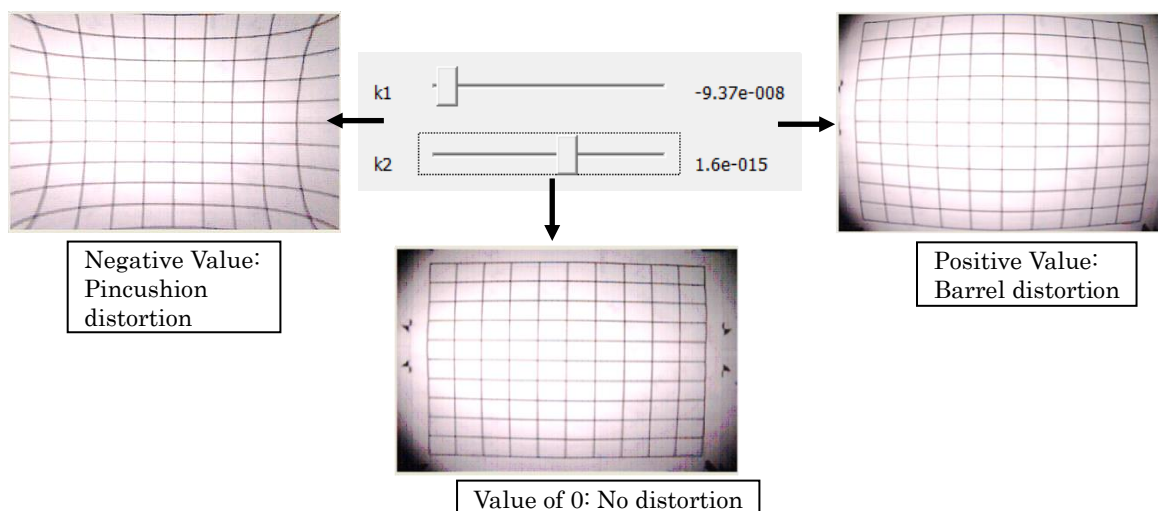 k1
-9.37e-008
k2
1.6e-015
Negative Value:
Pincushion
distortion
Positive Value:
Barrel distortion
Value of 0: No distortion